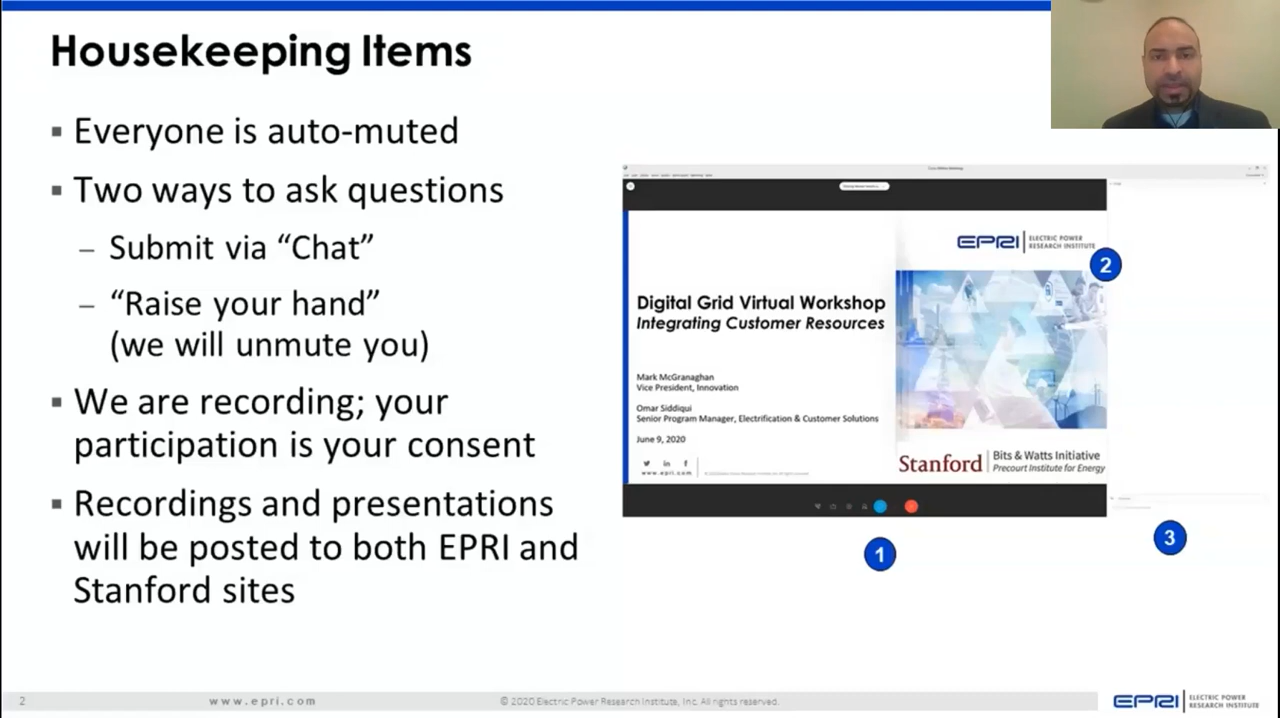 Housekeeping Items
▪ Everyone is auto-muted
▪ Two ways to ask questions
– Submit via “Chat”
– “Raise your hand”
(we will unmute you)
▪ We are recording; your
participation is your consent
▪ Recordings and presentations
will be posted to both EPRI and
Stanford sites
EPRI | ELECTRIC POWER
RESEARCH INSTITUTE
2
Digital Grid Virtual Workshop
Integrating Customer Resources
Mark McGranaghan
Vice President, Innovation
Omar Siddiqui
Senior Program Manager, Electrification & Customer Solutions
June 9, 2020
www.epri.com
Stanford | Bits & Watts Initiative
Precourt Institute for Energy
1
3
2
www.epri.com
© 2020 Electric Power Research Institute, Inc. All rights reserved.
EPRI | ELECTRIC POWER
RESEARCH INSTITUTE